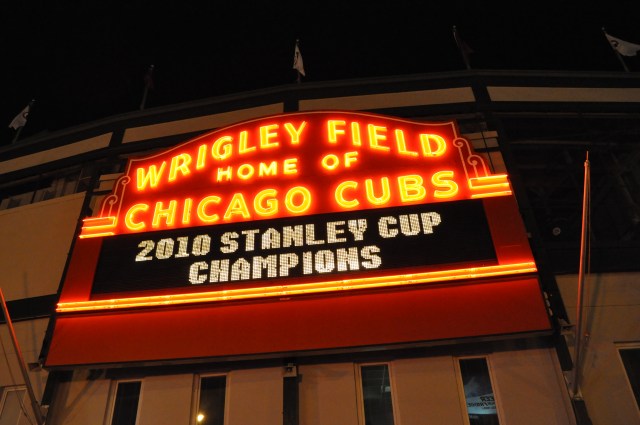 WRIGLEY FIELD
HOME OF
CHICAGO CUBS
2010 STANLEY CUP
CHAMPIONS